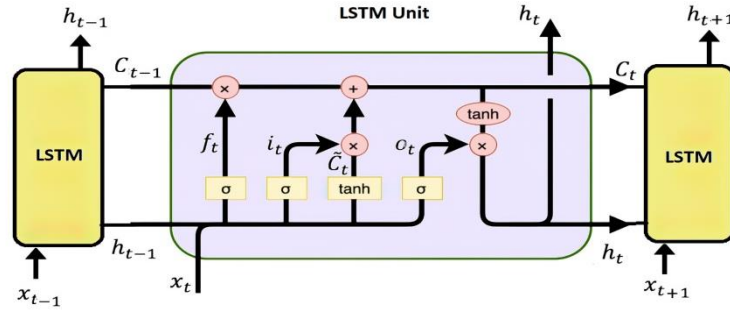 LSTM Unit
h_{t-1}
h_t
h_{t+1}
C_{t-1}
C_t
×
+
tanh
f_t
i_t
×
o_t
×
C̃_t
LSTM
LSTM
σ
σ
tanh
σ
h_{t-1}
h_t
x_{t-1}
x_t
x_{t+1}